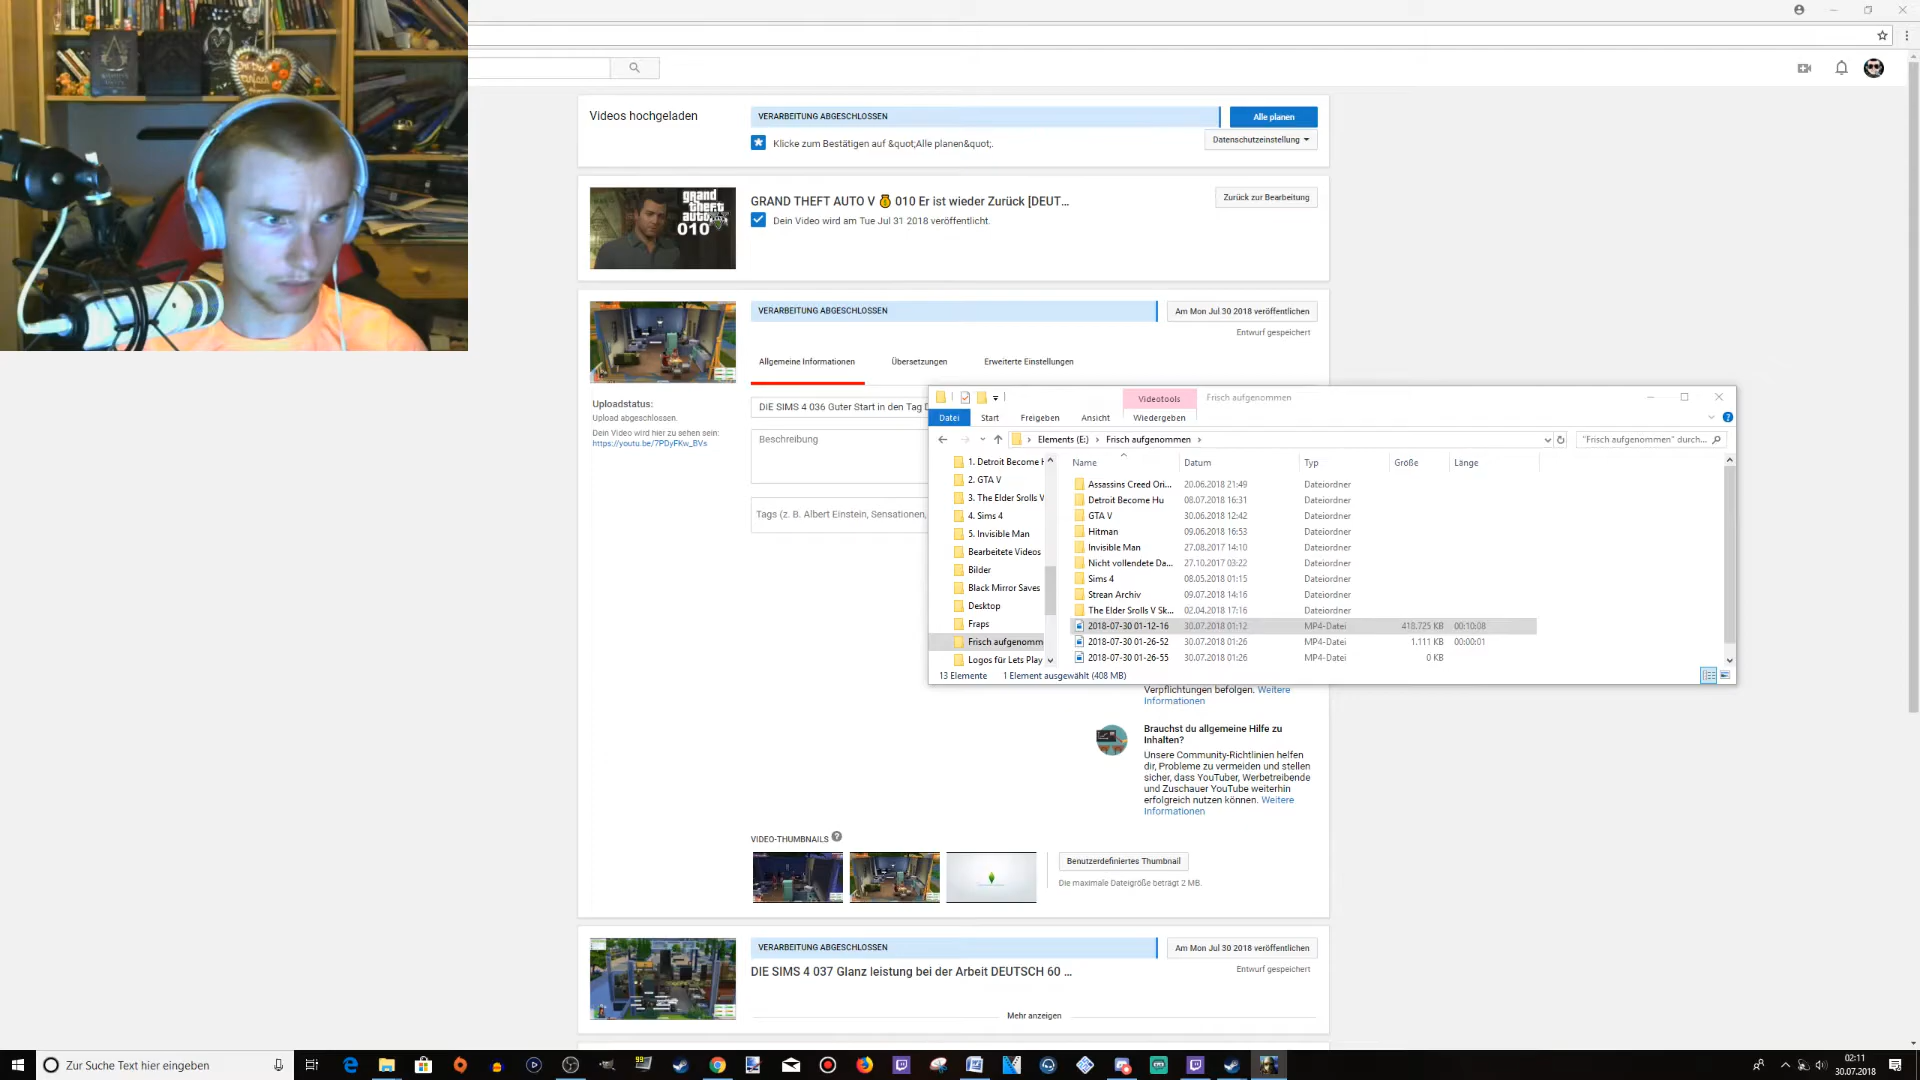 Videos hochgeladen
VERARBEITUNG ABGESCHLOSSEN
Alle planen
Klicke zum Bestätigen auf &quot;Alle planen&quot;.
Datenschutzeinstellung
grand
theft
auto
010
GRAND THEFT AUTO V 💰 010 Er ist wieder Zurück [DEUT...
Dein Video wird am Tue Jul 31 2018 veröffentlicht.
Zurück zur Bearbeitung
VERARBEITUNG ABGESCHLOSSEN
Am Mon Jul 30 2018 veröffentlichen
Entwurf gespeichert
Allgemeine Informationen
Übersetzungen
Erweiterte Einstellungen
Uploadstatus:
Upload abgeschlossen.
Dein Video wird hier zu sehen sein:
https://youtu.be/7PDyFKw_BVs
DIE SIMS 4 036 Guter Start in den Tag
Beschreibung
Tags (z. B. Albert Einstein, Sensationen,
Videotools
Frisch aufgenommen
Datei
Start
Freigeben
Ansicht
Wiedergeben
Elements (E:) > Frisch aufgenommen >
"Frisch aufgenommen" durch...
1. Detroit Become H
2. GTA V
3. The Elder Srolls V
4. Sims 4
5. Invisible Man
Bearbeitete Videos
Bilder
Black Mirror Saves
Desktop
Fraps
Frisch aufgenomm
Logos für Lets Play
Name Datum Typ Größe Länge
Assassins Creed Ori... 20.06.2018 21:49 Dateiordner
Detroit Become Hu 08.07.2018 16:31 Dateiordner
GTA V 30.06.2018 12:42 Dateiordner
Hitman 09.06.2018 16:53 Dateiordner
Invisible Man 27.08.2017 14:10 Dateiordner
Nicht vollendete Da... 27.10.2017 03:22 Dateiordner
Sims 4 08.05.2018 01:15 Dateiordner
Strean Archiv 09.07.2018 14:16 Dateiordner
The Elder Srolls V Sk... 02.04.2018 17:16 Dateiordner
2018-07-30 01-12-16 30.07.2018 01:12 MP4-Datei 418.725 KB 00:10:08
2018-07-30 01-26-52 30.07.2018 01:26 MP4-Datei 1.111 KB 00:00:01
2018-07-30 01-26-55 30.07.2018 01:26 MP4-Datei 0 KB
13 Elemente 1 Element ausgewählt (408 MB)
Verpflichtungen befolgen. Weitere
Informationen
Brauchst du allgemeine Hilfe zu
Inhalten?
Unsere Community-Richtlinien helfen
dir, Probleme zu vermeiden und stellen
sicher, dass YouTuber, Werbetreibende
und Zuschauer YouTube weiterhin
erfolgreich nutzen können. Weitere
Informationen
VIDEO-THUMBNAILS
Benutzerdefiniertes Thumbnail
Die maximale Dateigröße beträgt 2 MB.
VERARBEITUNG ABGESCHLOSSEN
Am Mon Jul 30 2018 veröffentlichen
DIE SIMS 4 037 Glanz leistung bei der Arbeit DEUTSCH 60 ...
Entwurf gespeichert
Mehr anzeigen
Zur Suche Text hier eingeben
02:11
30.07.2018